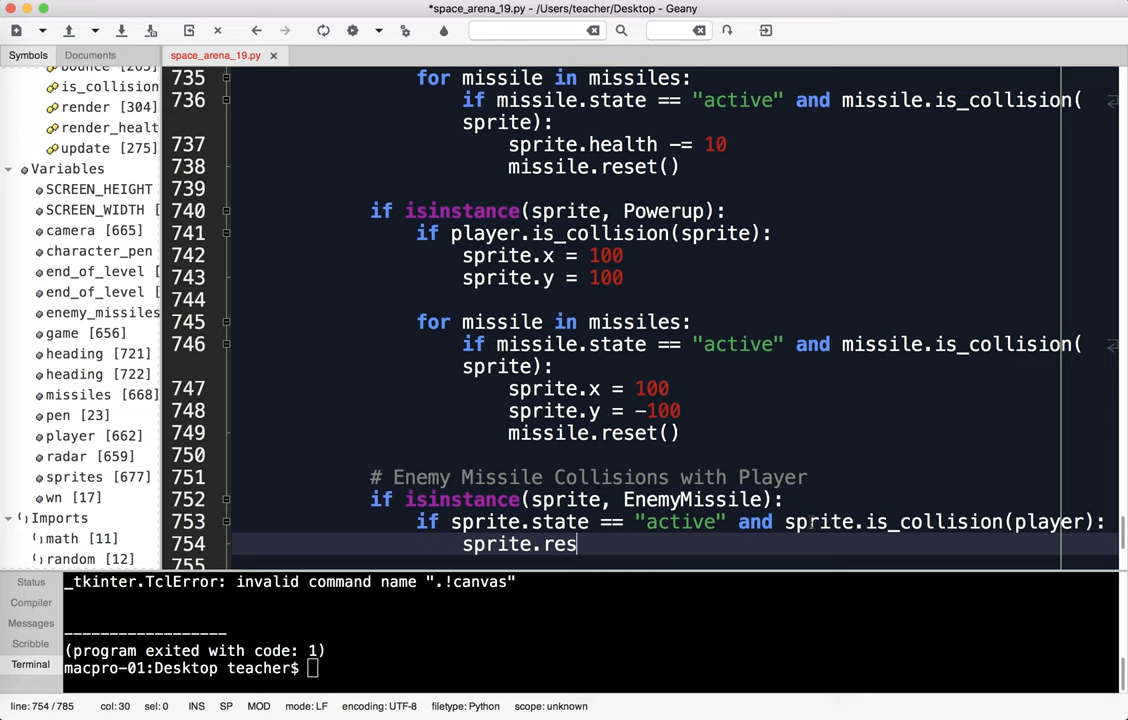 *space_arena_19.py - /Users/teacher/Desktop - Geany
Symbols Documents space_arena_19.py
is_collision
render [304]
render_healt
update [275]
Variables
SCREEN_HEIGHT
SCREEN_WIDTH [
camera [665]
character_pen
end_of_level [
end_of_level [
enemy_missiles
game [656]
heading [721]
heading [722]
missiles [668]
pen [23]
player [662]
radar [659]
sprites [677]
wn [17]
Imports
math [11]
random [12]
735 for missile in missiles:
736 if missile.state == "active" and missile.is_collision(
sprite):
737 sprite.health -= 10
738 missile.reset()
739
740 if isinstance(sprite, Powerup):
741 if player.is_collision(sprite):
742 sprite.x = 100
743 sprite.y = 100
744
745 for missile in missiles:
746 if missile.state == "active" and missile.is_collision(
sprite):
747 sprite.x = 100
748 sprite.y = -100
749 missile.reset()
750
751 # Enemy Missile Collisions with Player
752 if isinstance(sprite, EnemyMissile):
753 if sprite.state == "active" and sprite.is_collision(player):
754 sprite.res
755
Status
Compiler
Messages
Scribble
Terminal
_tkinter.TclError: invalid command name ".!canvas"
------------------
(program exited with code: 1)
macpro-01:Desktop teacher$
line: 754 / 785 col: 30 sel: 0 INS SP MOD mode: LF encoding: UTF-8 filetype: Python scope: unknown